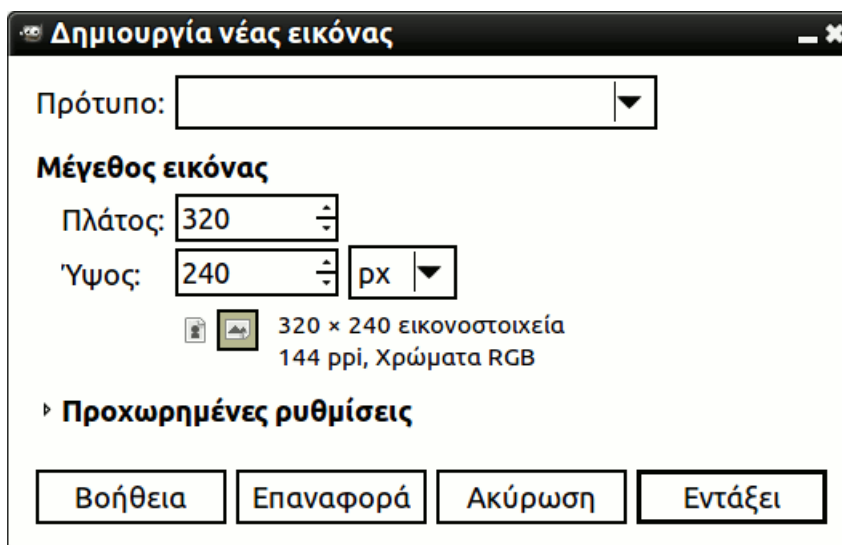 Δημιουργία νέας εικόνας
Πρότυπο:
Μέγεθος εικόνας
Πλάτος: 320
Ύψος: 240 px
320 × 240 εικονοστοιχεία
144 ppi, Χρώματα RGB
Προχωρημένες ρυθμίσεις
Βοήθεια Επαναφορά Ακύρωση Εντάξει